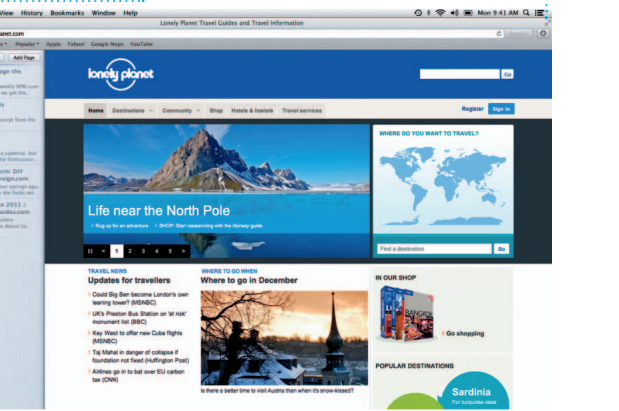 View History Bookmarks Window Help
Mon 9:41 AM
Lonely Planet Travel Guides and Travel Information
anet.com
Popular
Apple Yahoo! Google Maps YouTube
Add Page
lonely planet
Go
Home Destinations Community Shop Hotels & hostels Travel services
Register Sign in
WHERE DO YOU WANT TO TRAVEL?
Life near the North Pole
Rug up for an adventure SHOP: Start researching with the Norway guide
1 2 3 4 5 >
Find a destination Go
TRAVEL NEWS
Updates for travellers
Could Big Ben become London's own
leaning tower? (MSNBC)
UK's Preston Bus Station on 'at risk'
monument list (BBC)
Key West to offer new Cuba flights
(MSNBC)
Taj Mahal in danger of collapse if
foundation not fixed (Huffington Post)
Airlines go in to bat over EU carbon
tax (CNN)
WHERE TO GO WHEN
Where to go in December
Is there a better time to visit Austria than when it's snow-kissed?
IN OUR SHOP
BANGKOK
Go shopping
POPULAR DESTINATIONS
Sardinia
For turquoise seas